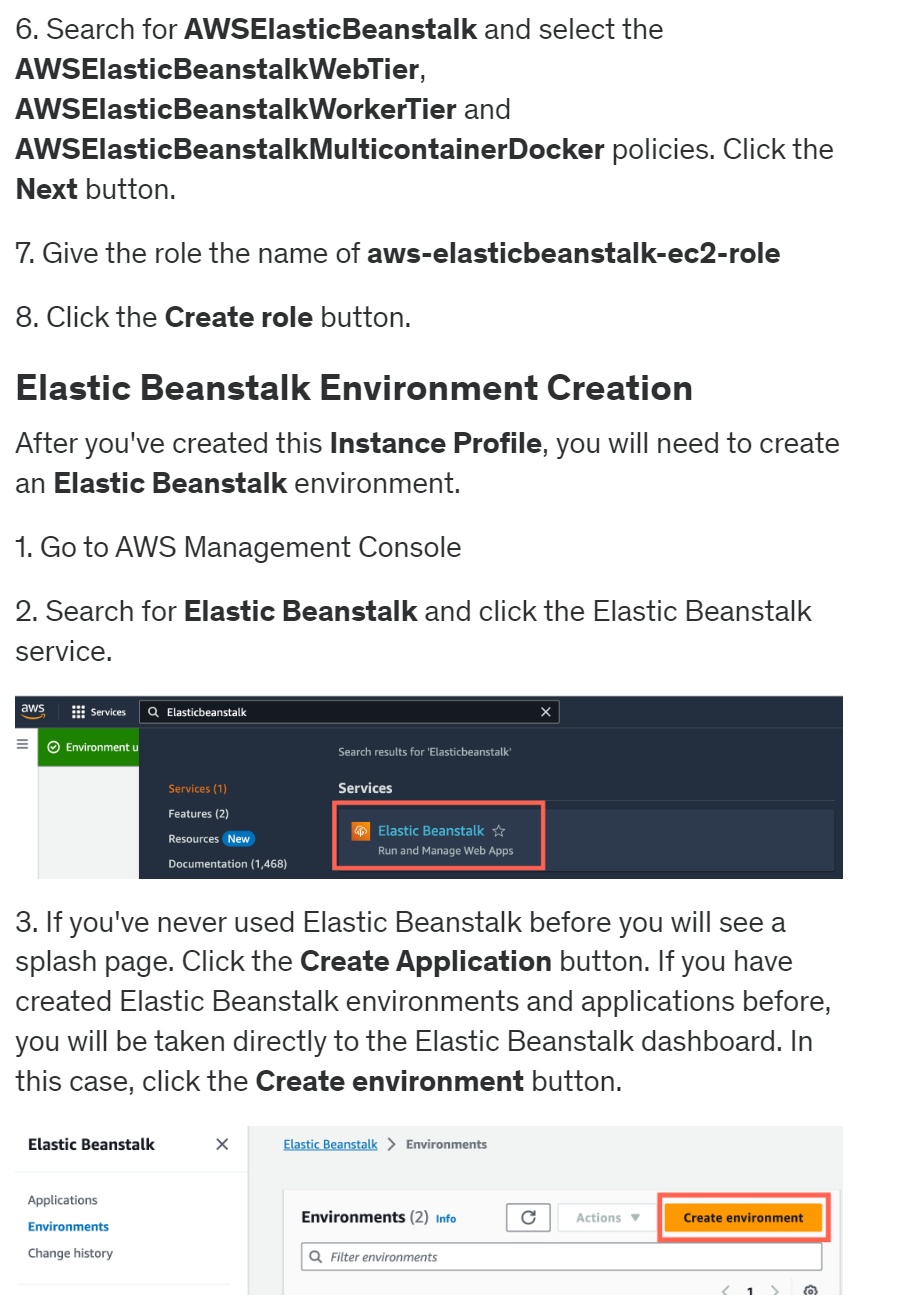 6. Search for AWSElasticBeanstalk and select the
AWSElasticBeanstalkWebTier,
AWSElasticBeanstalkWorkerTier and
AWSElasticBeanstalkMulticontainerDocker policies. Click the
Next button.
7. Give the role the name of aws-elasticbeanstalk-ec2-role
8. Click the Create role button.
Elastic Beanstalk Environment Creation
After you've created this Instance Profile, you will need to create
an Elastic Beanstalk environment.
1. Go to AWS Management Console
2. Search for Elastic Beanstalk and click the Elastic Beanstalk
service.
aws Services Elasticbeanstalk
Environment u
Search results for 'Elasticbeanstalk'
Services (1)
Features (2)
Resources New
Documentation (1,468)
Services
Elastic Beanstalk
Run and Manage Web Apps
3. If you've never used Elastic Beanstalk before you will see a
splash page. Click the Create Application button. If you have
created Elastic Beanstalk environments and applications before,
you will be taken directly to the Elastic Beanstalk dashboard. In
this case, click the Create environment button.
Elastic Beanstalk
Applications
Environments
Change history
Elastic Beanstalk > Environments
Environments (2) Info
Actions
Create environment
Filter environments
1